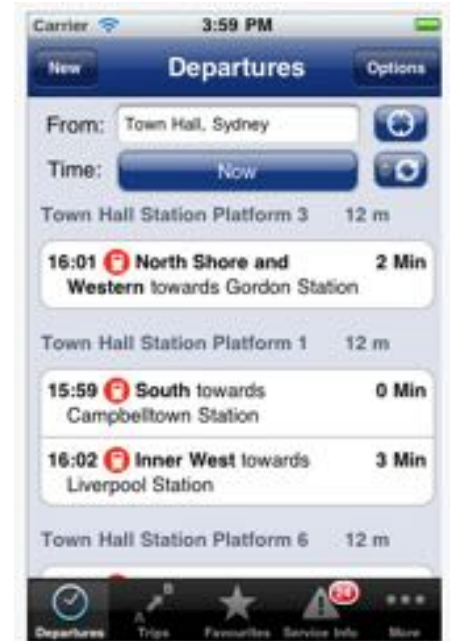 Carrier 3:59 PM
New Departures Options
From: Town Hall, Sydney
Time: Now
Town Hall Station Platform 3 12 m
16:01 North Shore and 2 Min
Western towards Gordon Station
Town Hall Station Platform 1 12 m
15:59 South towards 0 Min
Campbelltown Station
16:02 Inner West towards 3 Min
Liverpool Station
Town Hall Station Platform 6 12 m
24
Departures Trips Favourites Service Info More